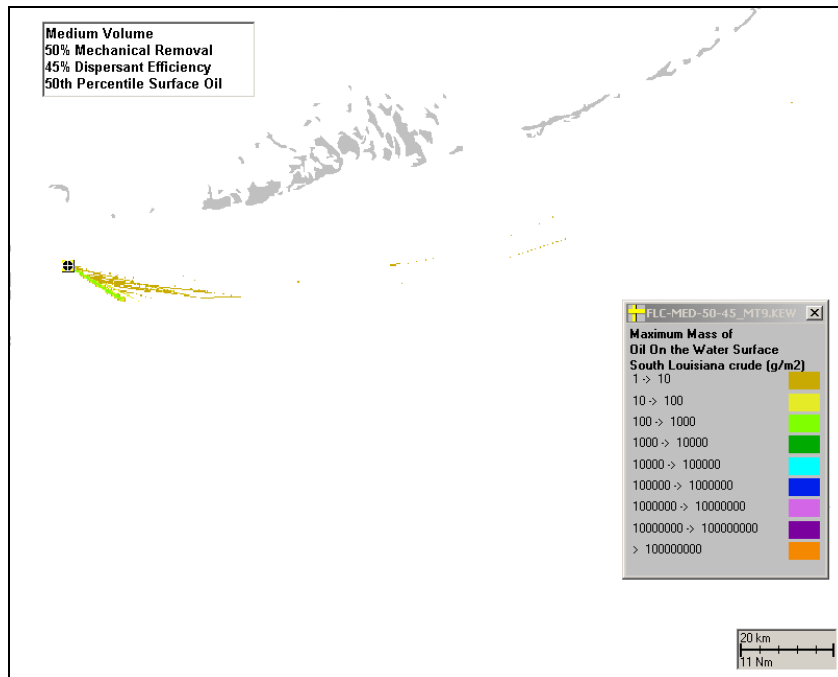 Medium Volume
50% Mechanical Removal
45% Dispersant Efficiency
50th Percentile Surface Oil
FLC-MED-50-45_MT9.KEW
Maximum Mass of
Oil On the Water Surface
South Louisiana crude (g/m2)
1 -> 10
10 -> 100
100 -> 1000
1000 -> 10000
10000 -> 100000
100000 -> 1000000
1000000 -> 10000000
10000000 -> 100000000
> 100000000
20 km
11 Nm